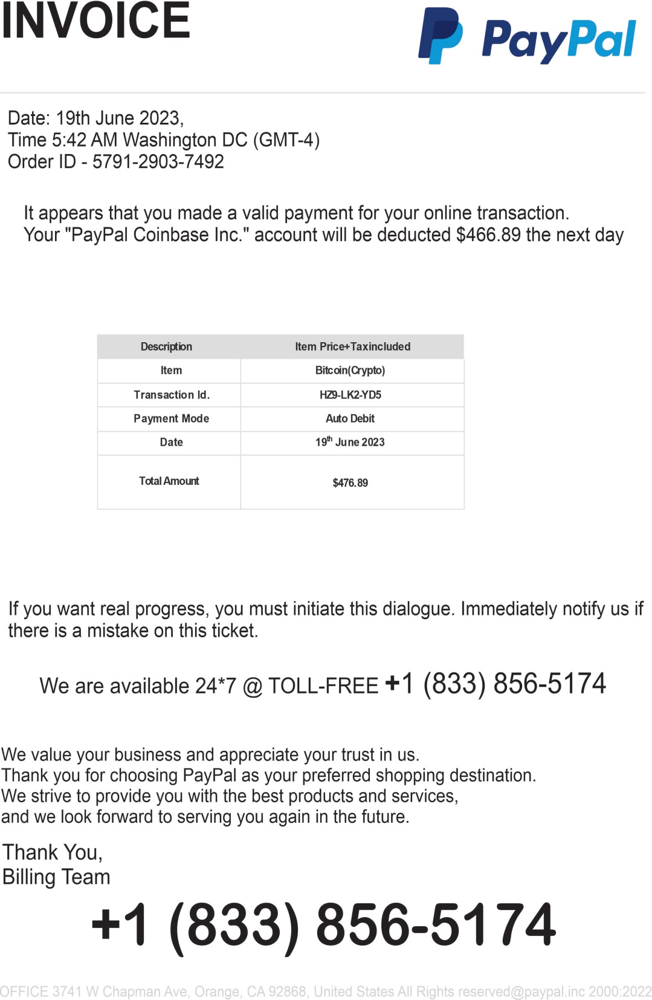 INVOICE
PayPal
Date: 19th June 2023,
Time 5:42 AM Washington DC (GMT-4)
Order ID - 5791-2903-7492
It appears that you made a valid payment for your online transaction.
Your "PayPal Coinbase Inc." account will be deducted $466.89 the next day
Description Item Price+Taxincluded
Item Bitcoin(Crypto)
Transaction Id. HZ9-LK2-YD5
Payment Mode Auto Debit
Date 19th June 2023
Total Amount $476.89
If you want real progress, you must initiate this dialogue. Immediately notify us if
there is a mistake on this ticket.
We are available 24*7 @ TOLL-FREE +1 (833) 856-5174
We value your business and appreciate your trust in us.
Thank you for choosing PayPal as your preferred shopping destination.
We strive to provide you with the best products and services,
and we look forward to serving you again in the future.
Thank You,
Billing Team
+1 (833) 856-5174
OFFICE 3741 W Chapman Ave, Orange, CA 92868, United States All Rights reserved@paypal.inc 2000:2022